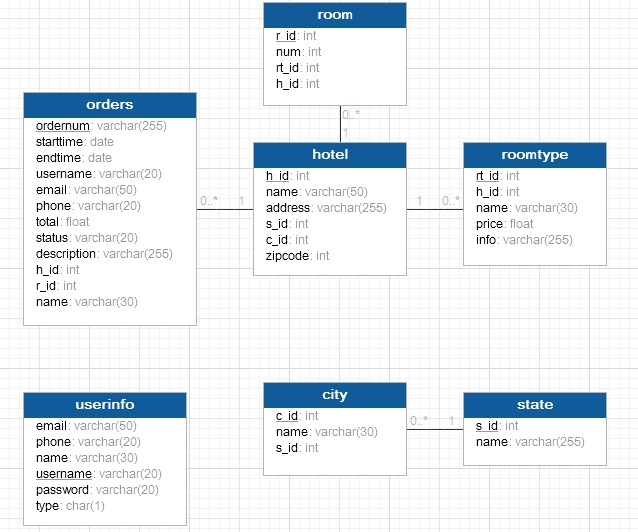 room
r_id: int
num: int
rt_id: int
h_id: int
0..*
1
orders
ordernum: varchar(255)
starttime: date
endtime: date
username: varchar(20)
email: varchar(50)
phone: varchar(20)
total: float
status: varchar(20)
description: varchar(255)
h_id: int
r_id: int
name: varchar(30)
0..* 1
hotel
h_id: int
name: varchar(50)
address: varchar(255)
s_id: int
c_id: int
zipcode: int
1 0..*
roomtype
rt_id: int
h_id: int
name: varchar(30)
price: float
info: varchar(255)
userinfo
email: varchar(50)
phone: varchar(20)
name: varchar(30)
username: varchar(20)
password: varchar(20)
type: char(1)
city
c_id: int
name: varchar(30)
s_id: int
0..* 1
state
s_id: int
name: varchar(255)